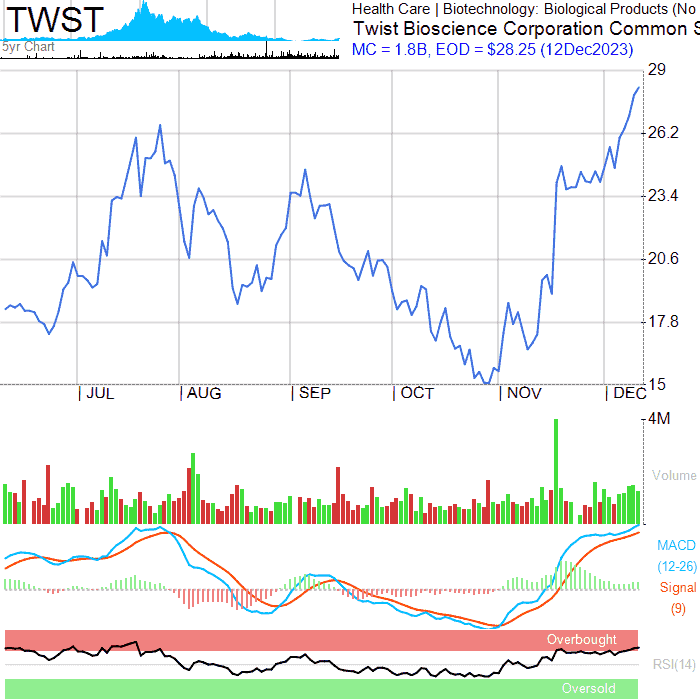 TWST
5yr Chart
Health Care | Biotechnology: Biological Products (No
Twist Bioscience Corporation Common S
MC = 1.8B, EOD = $28.25 (12Dec2023)
29
26.2
23.4
20.6
17.8
15
| JUL | AUG | SEP | OCT | NOV | DEC
4M
Volume
MACD
(12-26)
Signal
(9)
Overbought
RSI(14)
Oversold